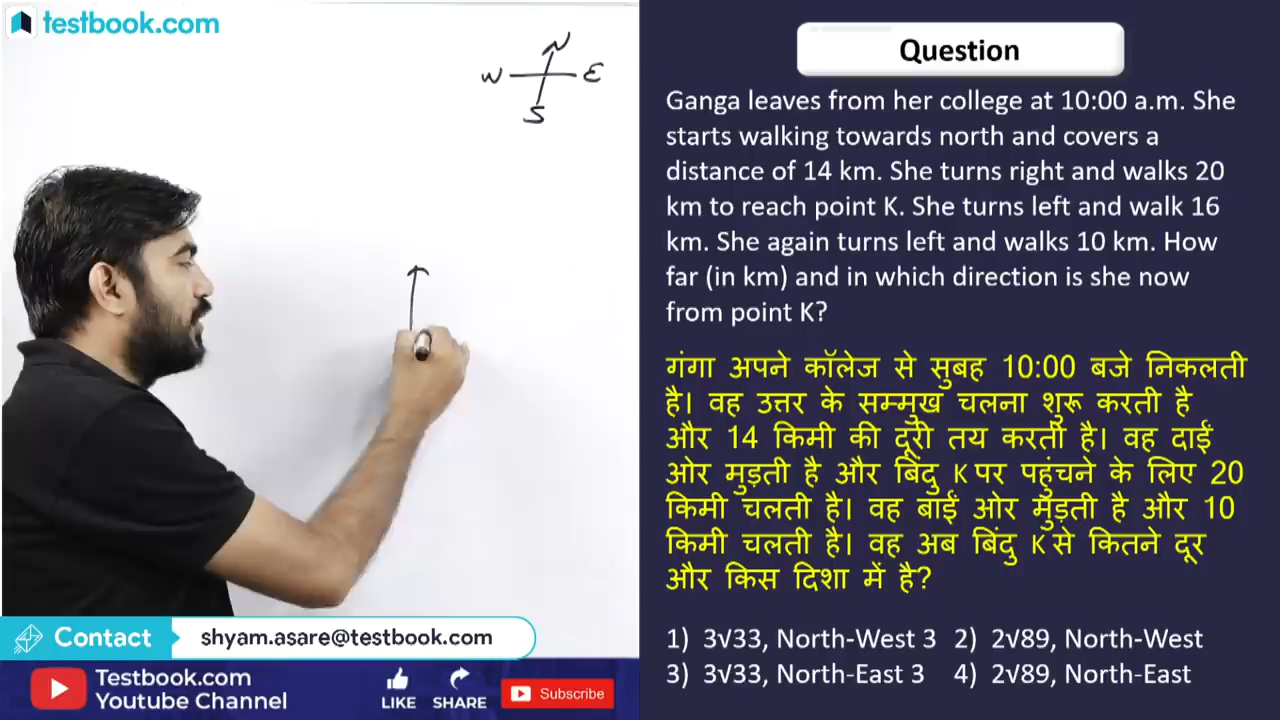 testbook.com
N
W E
S
Question
Ganga leaves from her college at 10:00 a.m. She
starts walking towards north and covers a
distance of 14 km. She turns right and walks 20
km to reach point K. She turns left and walk 16
km. She again turns left and walks 10 km. How
far (in km) and in which direction is she now
from point K?
गंगा अपने कॉलेज से सुबह 10:00 बजे निकलती
है। वह उत्तर के सम्मुख चलना शुरू करती है
और 14 किमी की दूरी तय करती है। वह दाईं
ओर मुड़ती है और बिंदु K पर पहुंचने के लिए 20
किमी चलती है। वह बाईं ओर मुड़ती है और 10
किमी चलती है। वह अब बिंदु K से कितने दूर
और किस दिशा में है?
1) 3√33, North-West 3 2) 2√89, North-West
3) 3√33, North-East 3 4) 2√89, North-East
Contact shyam.asare@testbook.com
Testbook.com
Youtube Channel
LIKE SHARE Subscribe